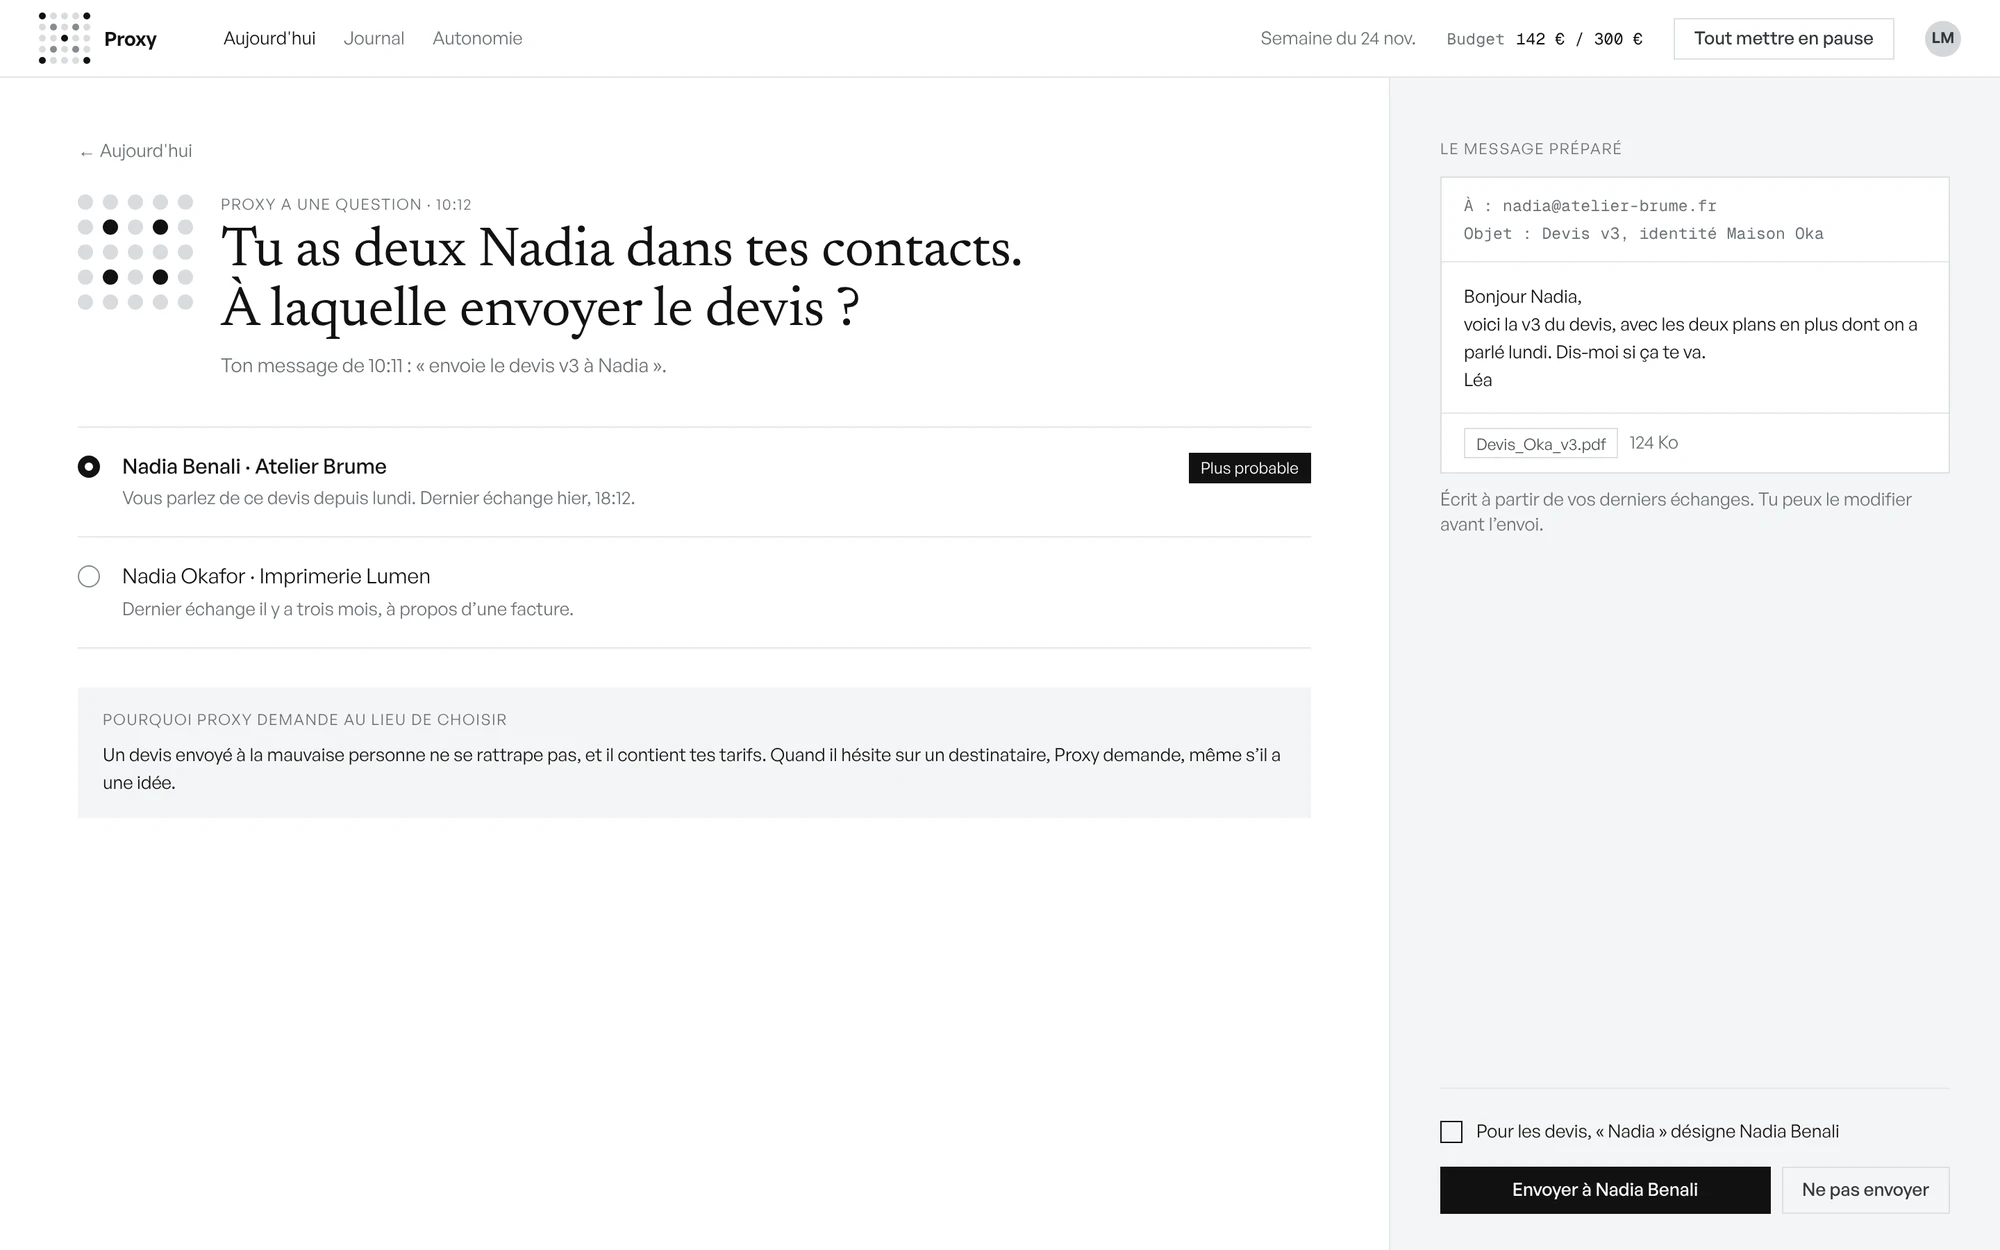 Proxy
Aujourd'hui
Journal
Autonomie
Semaine du 24 nov.
Budget 142 € / 300 €
Tout mettre en pause
LM
← Aujourd'hui
PROXY A UNE QUESTION · 10:12
Tu as deux Nadia dans tes contacts.
À laquelle envoyer le devis ?
Ton message de 10:11 : « envoie le devis v3 à Nadia ».
Nadia Benali · Atelier Brume
Plus probable
Vous parlez de ce devis depuis lundi. Dernier échange hier, 18:12.
Nadia Okafor · Imprimerie Lumen
Dernier échange il y a trois mois, à propos d’une facture.
POURQUOI PROXY DEMANDE AU LIEU DE CHOISIR
Un devis envoyé à la mauvaise personne ne se rattrape pas, et il contient tes tarifs. Quand il hésite sur un destinataire, Proxy demande, même s’il a
une idée.
LE MESSAGE PRÉPARÉ
À : nadia@atelier-brume.fr
Objet : Devis v3, identité Maison Oka
Bonjour Nadia,
voici la v3 du devis, avec les deux plans en plus dont on a
parlé lundi. Dis-moi si ça te va.
Léa
Devis_Oka_v3.pdf
124 Ko
Écrit à partir de vos derniers échanges. Tu peux le modifier
avant l’envoi.
Pour les devis, « Nadia » désigne Nadia Benali
Envoyer à Nadia Benali
Ne pas envoyer